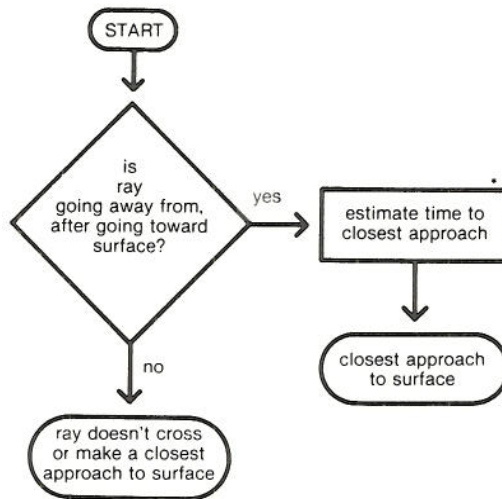 START
is
ray
going away from,
after going toward
surface?
yes
estimate time to
closest approach
no
closest approach
to surface
ray doesn't cross
or make a closest
approach to surface